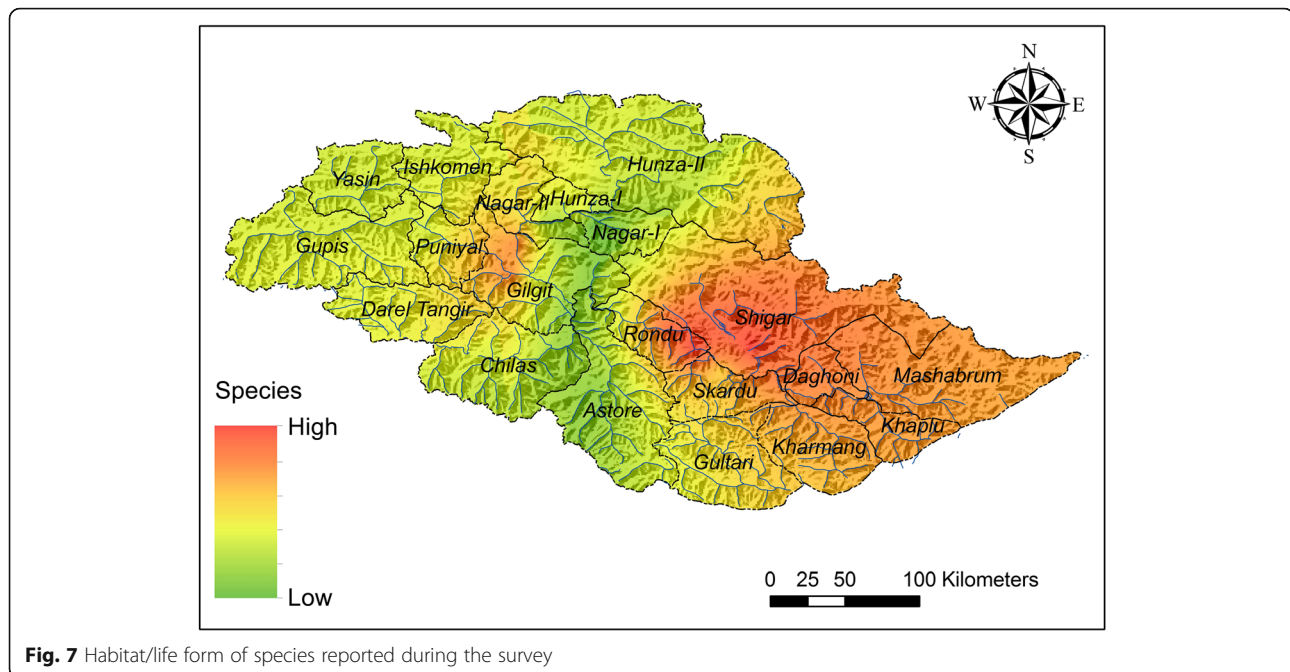 N
W E
S
Hunza-II
Ishkomen
Yasin
Nagar-II Hunza-I
Nagar-I
Gupis Puniyal
Gilgit
Darel Tangir
Shigar
Rondu
Chilas
Daghoni Mashabrum
Skardu
Astore
Khaplu
Kharmang
Gultari
Species
High
Low
0 25 50 100 Kilometers
Fig. 7 Habitat/life form of species reported during the survey